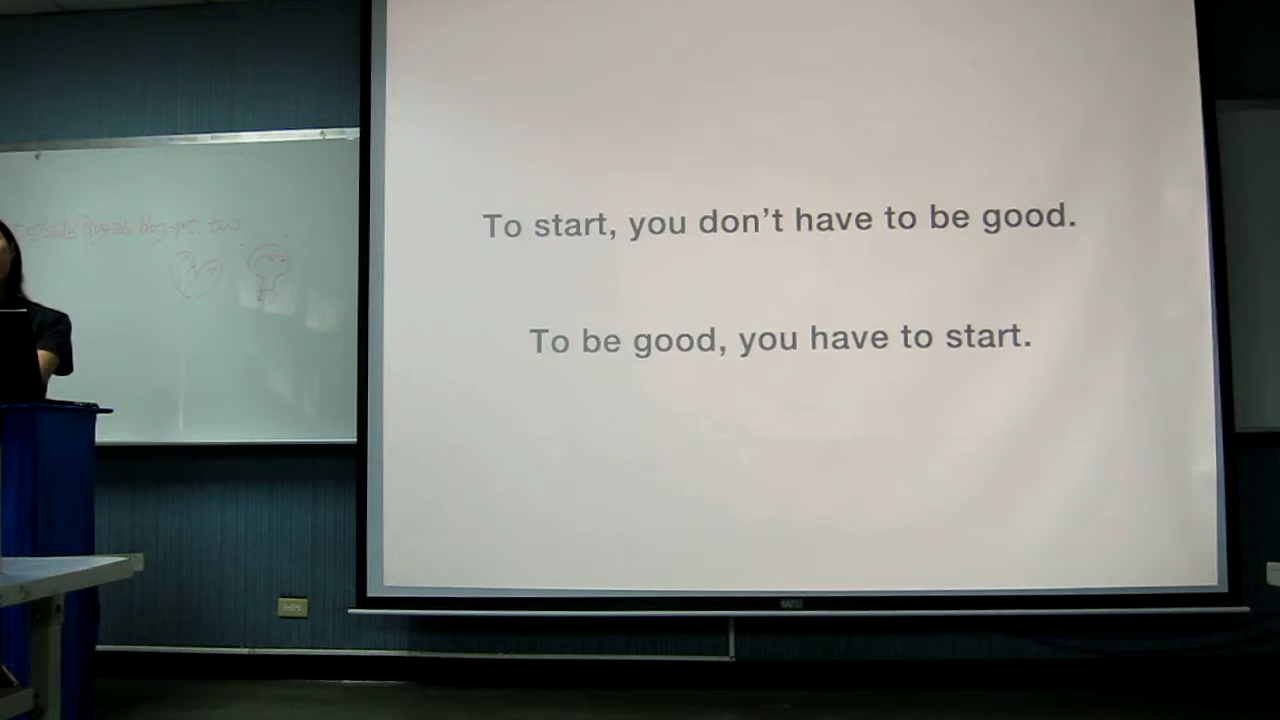 To start, you don’t have to be good.
To be good, you have to start.